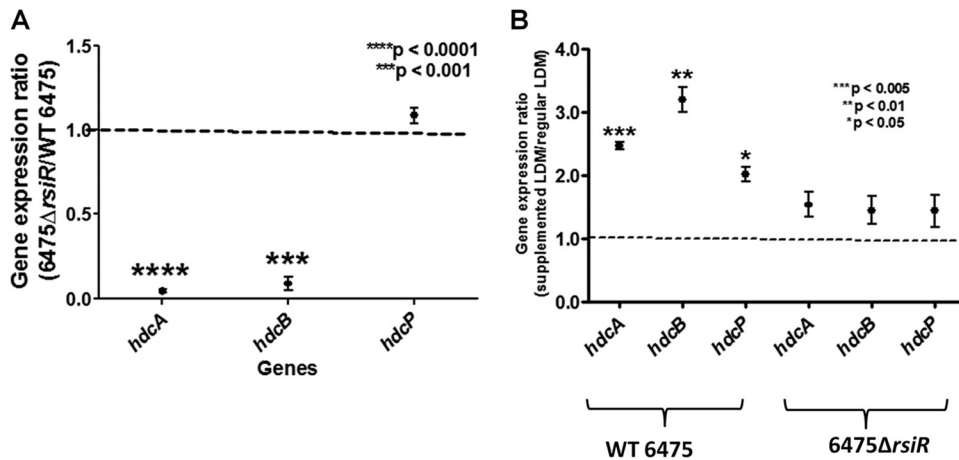 A
Gene expression ratio
(6475ΔrsiR/WT 6475)
1.5
1.0
0.5
0.0
****p < 0.0001
***p < 0.001
****
***
hdcA
hdcB
hdcP
Genes
B
Gene expression ratio
(supplemented LDM/regular LDM)
4.0
3.0
2.0
1.0
0.0
***
**
*
***p < 0.005
**p < 0.01
*p < 0.05
hdcA
hdcB
hdcP
hdcA
hdcB
hdcP
WT 6475
6475ΔrsiR